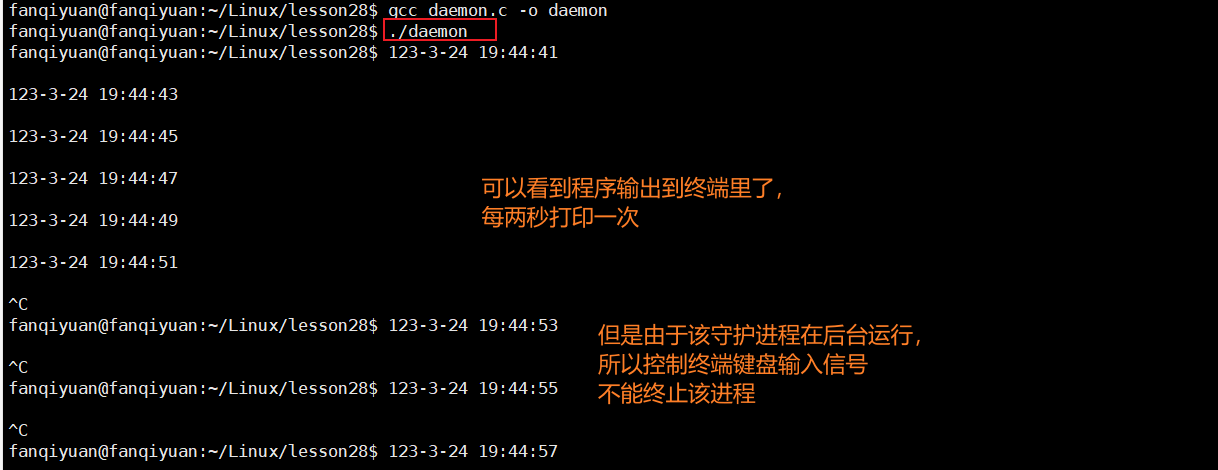 fanqiyuan@fanqiyuan:~/Linux/lesson28$ gcc daemon.c -o daemon
fanqiyuan@fanqiyuan:~/Linux/lesson28$ ./daemon
fanqiyuan@fanqiyuan:~/Linux/lesson28$ 123-3-24 19:44:41
123-3-24 19:44:43
123-3-24 19:44:45
123-3-24 19:44:47
123-3-24 19:44:49
123-3-24 19:44:51
可以看到程序输出到终端里了，
每两秒打印一次
^C
fanqiyuan@fanqiyuan:~/Linux/lesson28$ 123-3-24 19:44:53
^C
fanqiyuan@fanqiyuan:~/Linux/lesson28$ 123-3-24 19:44:55
^C
fanqiyuan@fanqiyuan:~/Linux/lesson28$ 123-3-24 19:44:57
但是由于该守护进程在后台运行，
所以控制终端键盘输入信号
不能终止该进程